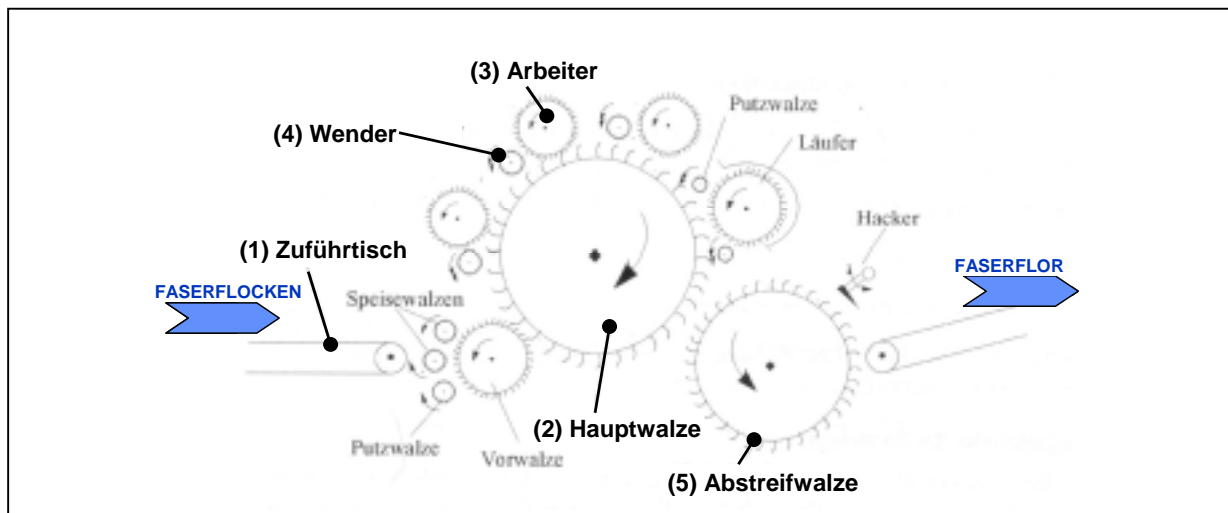 (3) Arbeiter
Putzwalze
(4) Wender
Läufer
Hacker
(1) Zuführtisch
FASERFLOR
FASERFLOCKEN
Speisewalzen
(2) Hauptwalze
Putzwalze
Vorwalze
(5) Abstreifwalze